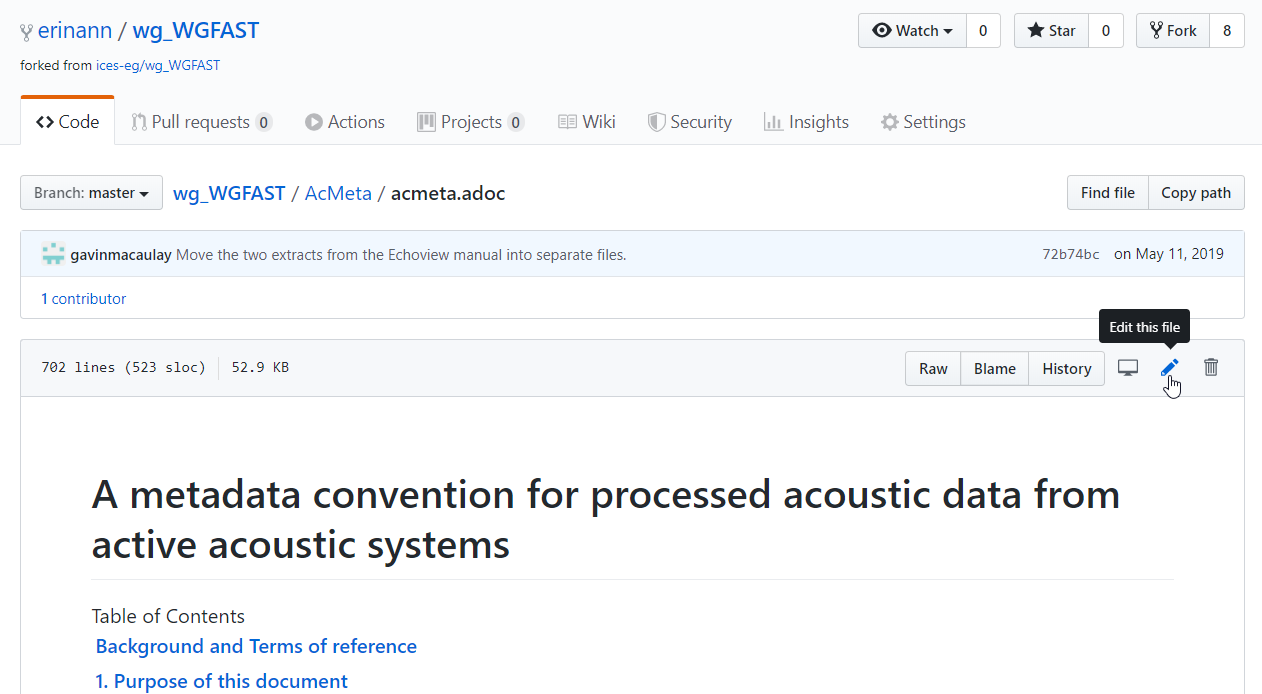 erinann / wg_WGFAST
Watch 0 Star 0 Fork 8
forked from ices-eg/wg_WGFAST
Code Pull requests 0 Actions Projects 0 Wiki Security Insights Settings
Branch: master wg_WGFAST / AcMeta / acmeta.adoc Find file Copy path
gavinmacaulay Move the two extracts from the Echoview manual into separate files. 72b74bc on May 11, 2019
1 contributor
Edit this file
702 lines (523 sloc) 52.9 KB Raw Blame History
A metadata convention for processed acoustic data from
active acoustic systems
Table of Contents
Background and Terms of reference
1. Purpose of this document